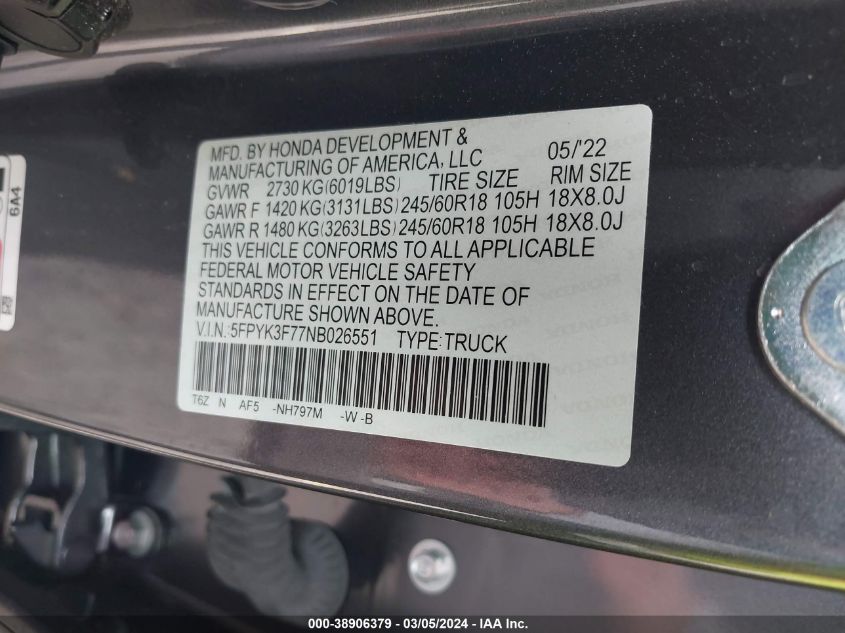 MFD. BY HONDA DEVELOPMENT &
MANUFACTURING OF AMERICA, LLC 05/'22
GVWR 2730 KG(6019LBS) TIRE SIZE RIM SIZE
GAWR F 1420 KG(3131LBS) 245/60R18 105H 18X8.0J
GAWR R 1480 KG(3263LBS) 245/60R18 105H 18X8.0J
THIS VEHICLE CONFORMS TO ALL APPLICABLE
FEDERAL MOTOR VEHICLE SAFETY
STANDARDS IN EFFECT ON THE DATE OF
MANUFACTURE SHOWN ABOVE.
V.I.N.:5FPYK3F77NB026551 TYPE:TRUCK
T6Z N AF5 -NH797M -W -B
6A4
000-38906379 - 03/05/2024 - IAA Inc.